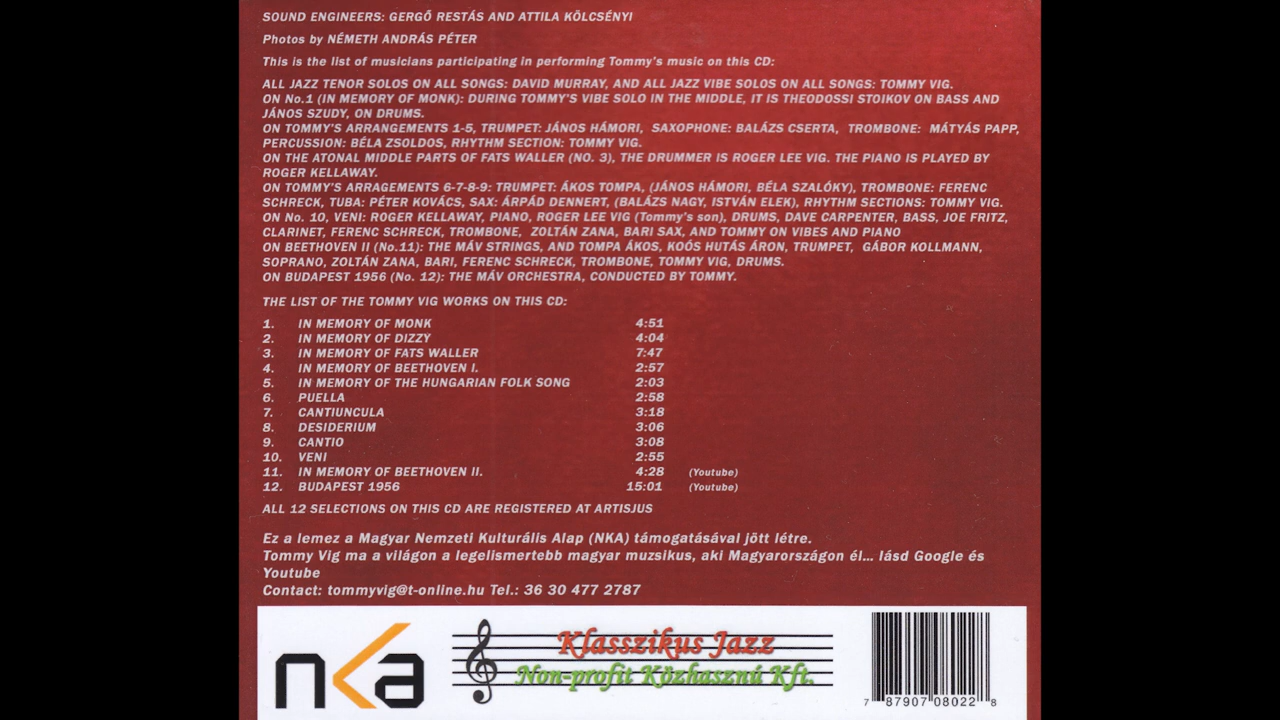 SOUND ENGINEERS: GERGŐ RESTÁS AND ATTILA KÖLCSÉNYI
Photos by NÉMETH ANDRÁS PÉTER
This is the list of musicians participating in performing Tommy's music on this CD:
ALL JAZZ TENOR SOLOS ON ALL SONGS: DAVID MURRAY, AND ALL JAZZ VIBE SOLOS ON ALL SONGS: TOMMY VIG.
ON No.1 (IN MEMORY OF MONK): DURING TOMMY'S VIBE SOLO IN THE MIDDLE, IT IS THEODOSSI STOIKOV ON BASS AND
JÁNOS SZUDY, ON DRUMS.
ON TOMMY'S ARRANGEMENTS 1-5, TRUMPET: JÁNOS HÁMORI, SAXOPHONE: BALÁZS CSERTA, TROMBONE: MÁTYÁS PAPP,
PERCUSSION: BÉLA ZSOLDOS, RHYTHM SECTION: TOMMY VIG.
ON THE ATONAL MIDDLE PARTS OF FATS WALLER (NO. 3), THE DRUMMER IS ROGER LEE VIG. THE PIANO IS PLAYED BY
ROGER KELLAWAY.
ON TOMMY'S ARRAGEMENTS 6-7-8-9: TRUMPET: ÁKOS TOMPA, (JÁNOS HÁMORI, BÉLA SZALÓKY), TROMBONE: FERENC
SCHRECK, TUBA: PÉTER KOVÁCS, SAX: ÁRPÁD DENNERT, (BALÁZS NAGY, ISTVÁN ELEK), RHYTHM SECTIONS: TOMMY VIG.
ON No. 10, VENI: ROGER KELLAWAY, PIANO, ROGER LEE VIG (Tommy's son), DRUMS, DAVE CARPENTER, BASS, JOE FRITZ,
CLARINET, FERENC SCHRECK, TROMBONE, ZOLTÁN ZANA, BARI SAX, AND TOMMY ON VIBES AND PIANO
ON BEETHOVEN II (No.11): THE MÁV STRINGS, AND TOMPA ÁKOS, KOÓS HUTÁS ÁRON, TRUMPET, GÁBOR KOLLMANN,
SOPRANO, ZOLTÁN ZANA, BARI, FERENC SCHRECK, TROMBONE, TOMMY VIG, DRUMS.
ON BUDAPEST 1956 (No. 12): THE MÁV ORCHESTRA, CONDUCTED BY TOMMY.
THE LIST OF THE TOMMY VIG WORKS ON THIS CD:
1. IN MEMORY OF MONK 4:51
2. IN MEMORY OF DIZZY 4:04
3. IN MEMORY OF FATS WALLER 7:47
4. IN MEMORY OF BEETHOVEN I. 2:57
5. IN MEMORY OF THE HUNGARIAN FOLK SONG 2:03
6. PUELLA 2:58
7. CANTIUNCULA 3:18
8. DESIDERIUM 3:06
9. CANTIO 3:08
10. VENI 2:55
11. IN MEMORY OF BEETHOVEN II. 4:28 (Youtube)
12. BUDAPEST 1956 15:01 (Youtube)
ALL 12 SELECTIONS ON THIS CD ARE REGISTERED AT ARTISJUS
Ez a lemez a Magyar Nemzeti Kulturális Alap (NKA) támogatásával jött létre.
Tommy Vig ma a világon a legelismertebb magyar muzsikus, aki Magyarországon él... lásd Google és
Youtube
Contact: tommyvig@t-online.hu Tel.: 36 30 477 2787
nka
Klasszikus Jazz
Non-profit Közhasznú Kft.
7 87907 08022 8